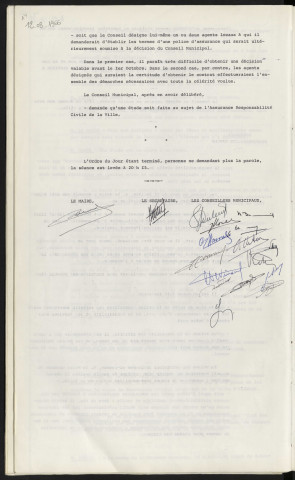 - soit que le Conseil désigne lui-même un ou deux agents locaux à qui il
demanderait d'établir les termes d'une police d'assurance qui serait ulté-
rieurement soumise à la décision du Conseil Municipal.
Dans le premier cas, il paraît très difficile d'obtenir une décision
valable avant le 1er Octobre. Dans le second cas, par contre, les agents
désignés qui auraient la certitude d'obtenir le contrat effectueraient l'en-
semble des démarches nécessaires avec toute la célérité voulue.
Le Conseil Municipal, après en avoir délibéré,
- demande qu'une étude soit faite au sujet de l'Assurance Responsabilité
Civile de la Ville.
L'Ordre du Jour étant terminé, personne ne demandant plus la parole,
la séance est levée à 20 h 15.
LE MAIRE, LE SECRETAIRE, LES CONSEILLERS MUNICIPAUX,